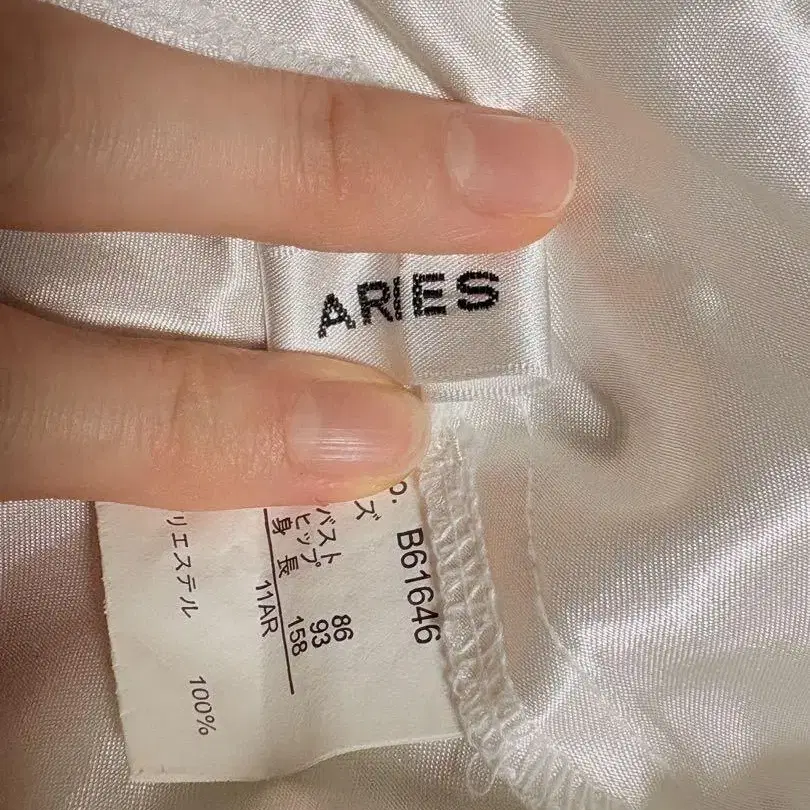 ARIES
o. B61646
ズ
バスト 86
ヒップ 93
身長 158
11AR
リエステル 100%